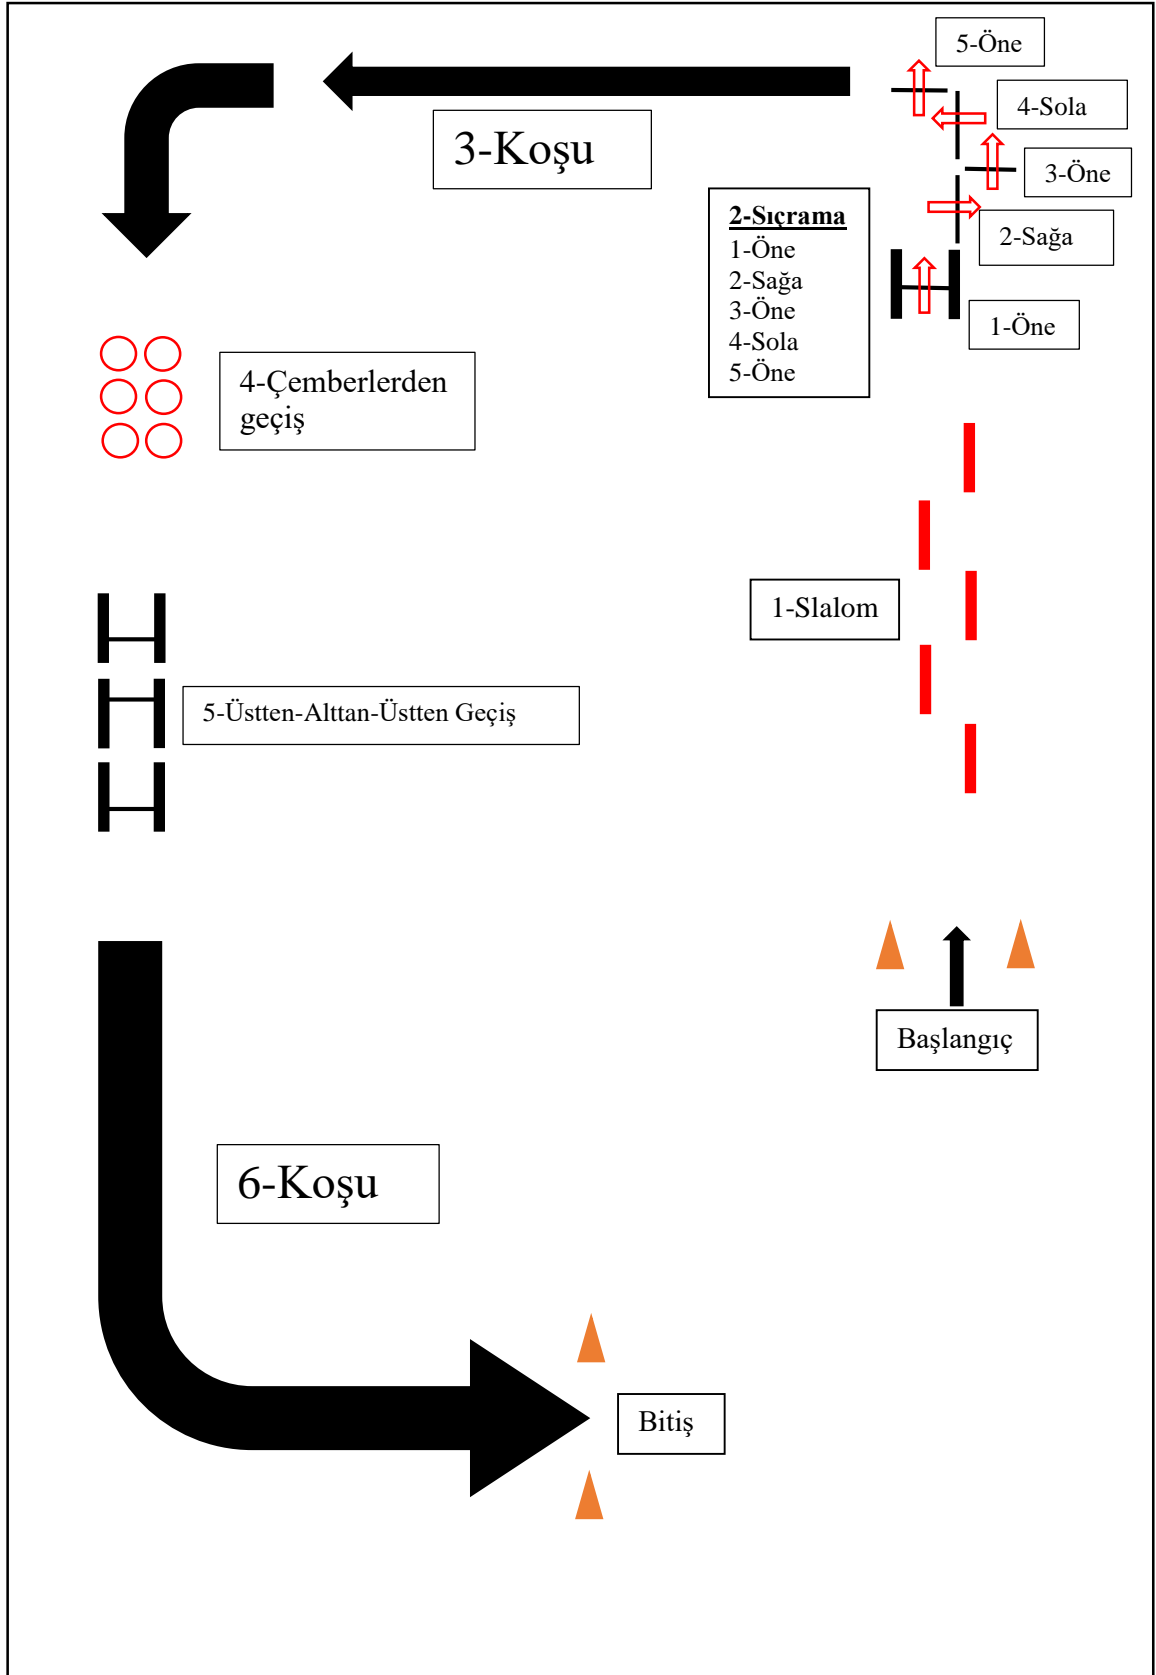 5-Öne
4-Sola
3-Koşu
3-Öne
2-Sıçrama
1-Öne
2-Sağa
3-Öne
4-Sola
5-Öne
2-Sağa
1-Öne
4-Çemberlerden
geçiş
1-Slalom
5-Üstten-Alttan-Üstten Geçiş
Başlangıç
6-Koşu
Bitiş